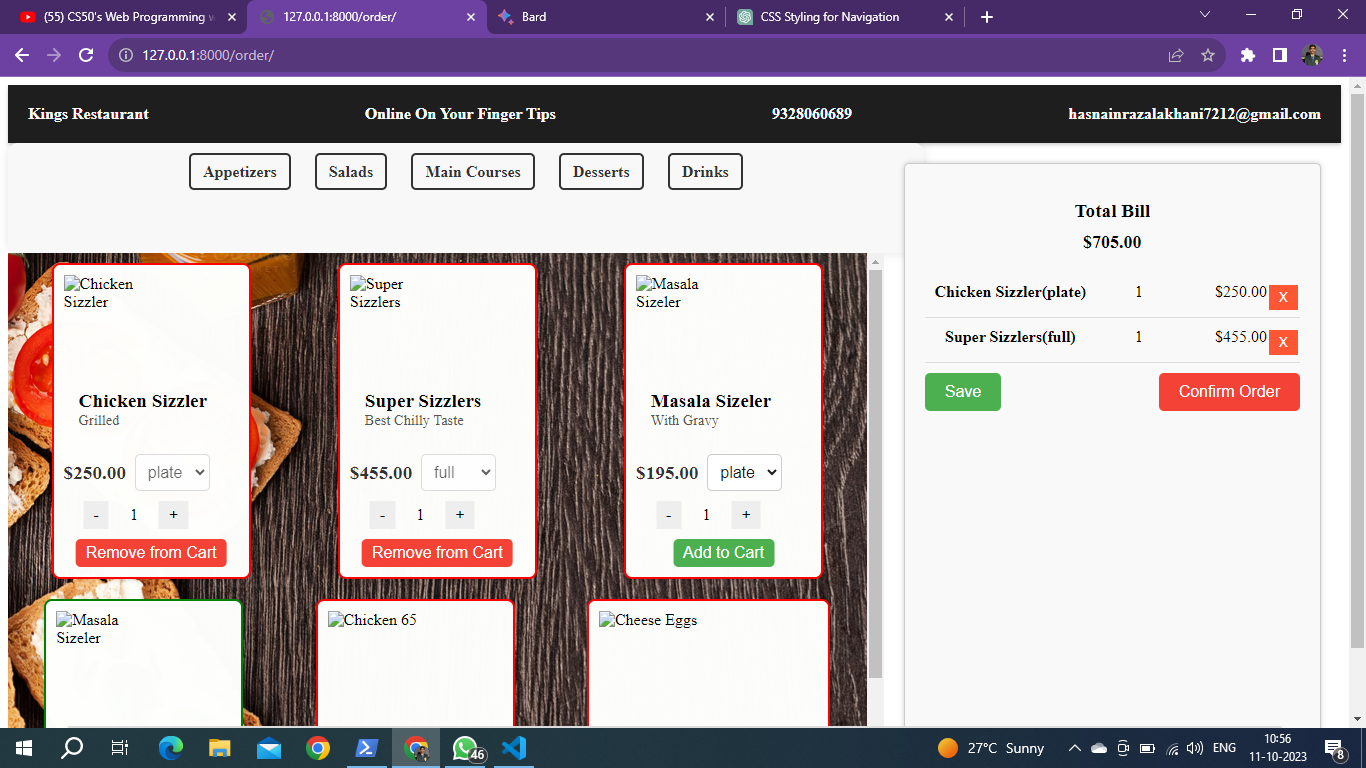 (55) CS50's Web Programming w
127.0.0.1:8000/order/
Bard
CSS Styling for Navigation
127.0.0.1:8000/order/
Kings Restaurant
Online On Your Finger Tips
9328060689
hasnainrazalakhani7212@gmail.com
Appetizers
Salads
Main Courses
Desserts
Drinks
Total Bill
$705.00
Chicken Sizzler(plate) 1 $250.00 X
Super Sizzlers(full) 1 $455.00 X
Save
Confirm Order
Chicken
Sizzler
Chicken Sizzler
Grilled
$250.00 plate
- 1 +
Remove from Cart
Super
Sizzlers
Super Sizzlers
Best Chilly Taste
$455.00 full
- 1 +
Remove from Cart
Masala
Sizeler
Masala Sizeler
With Gravy
$195.00 plate
- 1 +
Add to Cart
Masala
Sizeler
Chicken 65
Cheese Eggs
46
27°C Sunny
ENG
10:56
11-10-2023
8